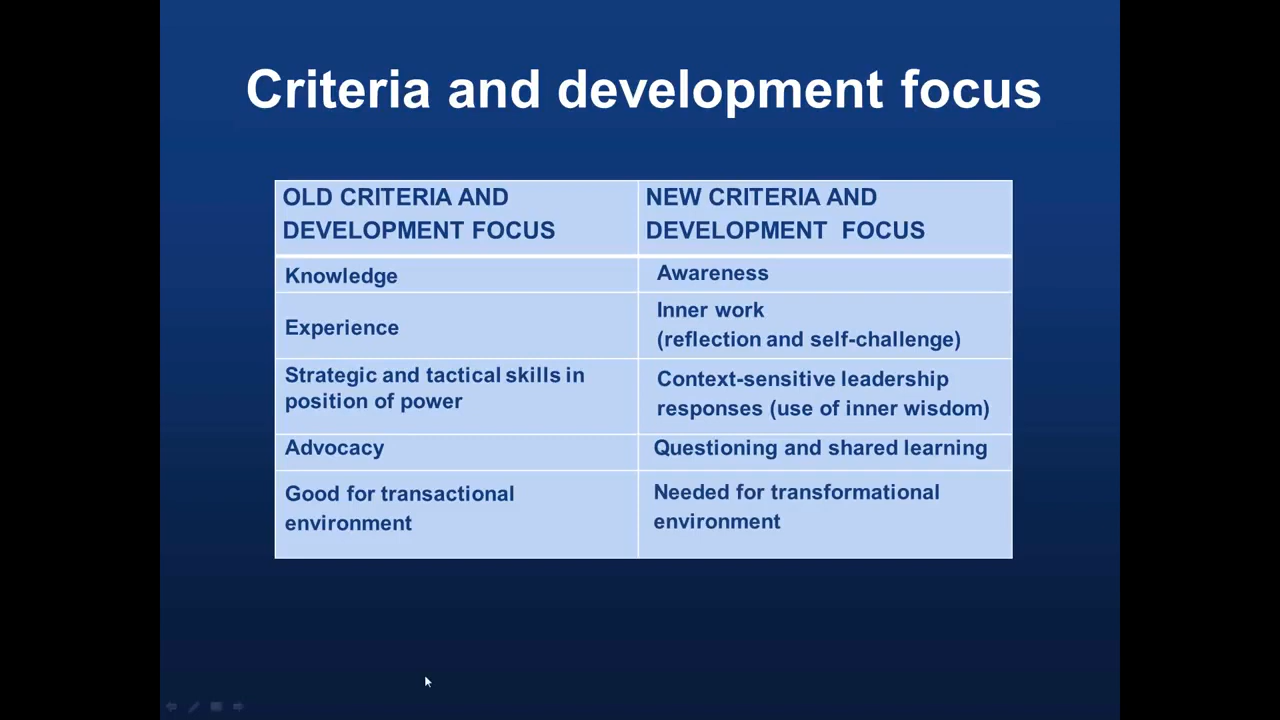 Criteria and development focus
OLD CRITERIA AND
DEVELOPMENT FOCUS
NEW CRITERIA AND
DEVELOPMENT FOCUS
Knowledge
Awareness
Experience
Inner work
(reflection and self-challenge)
Strategic and tactical skills in
position of power
Context-sensitive leadership
responses (use of inner wisdom)
Advocacy
Questioning and shared learning
Good for transactional
environment
Needed for transformational
environment